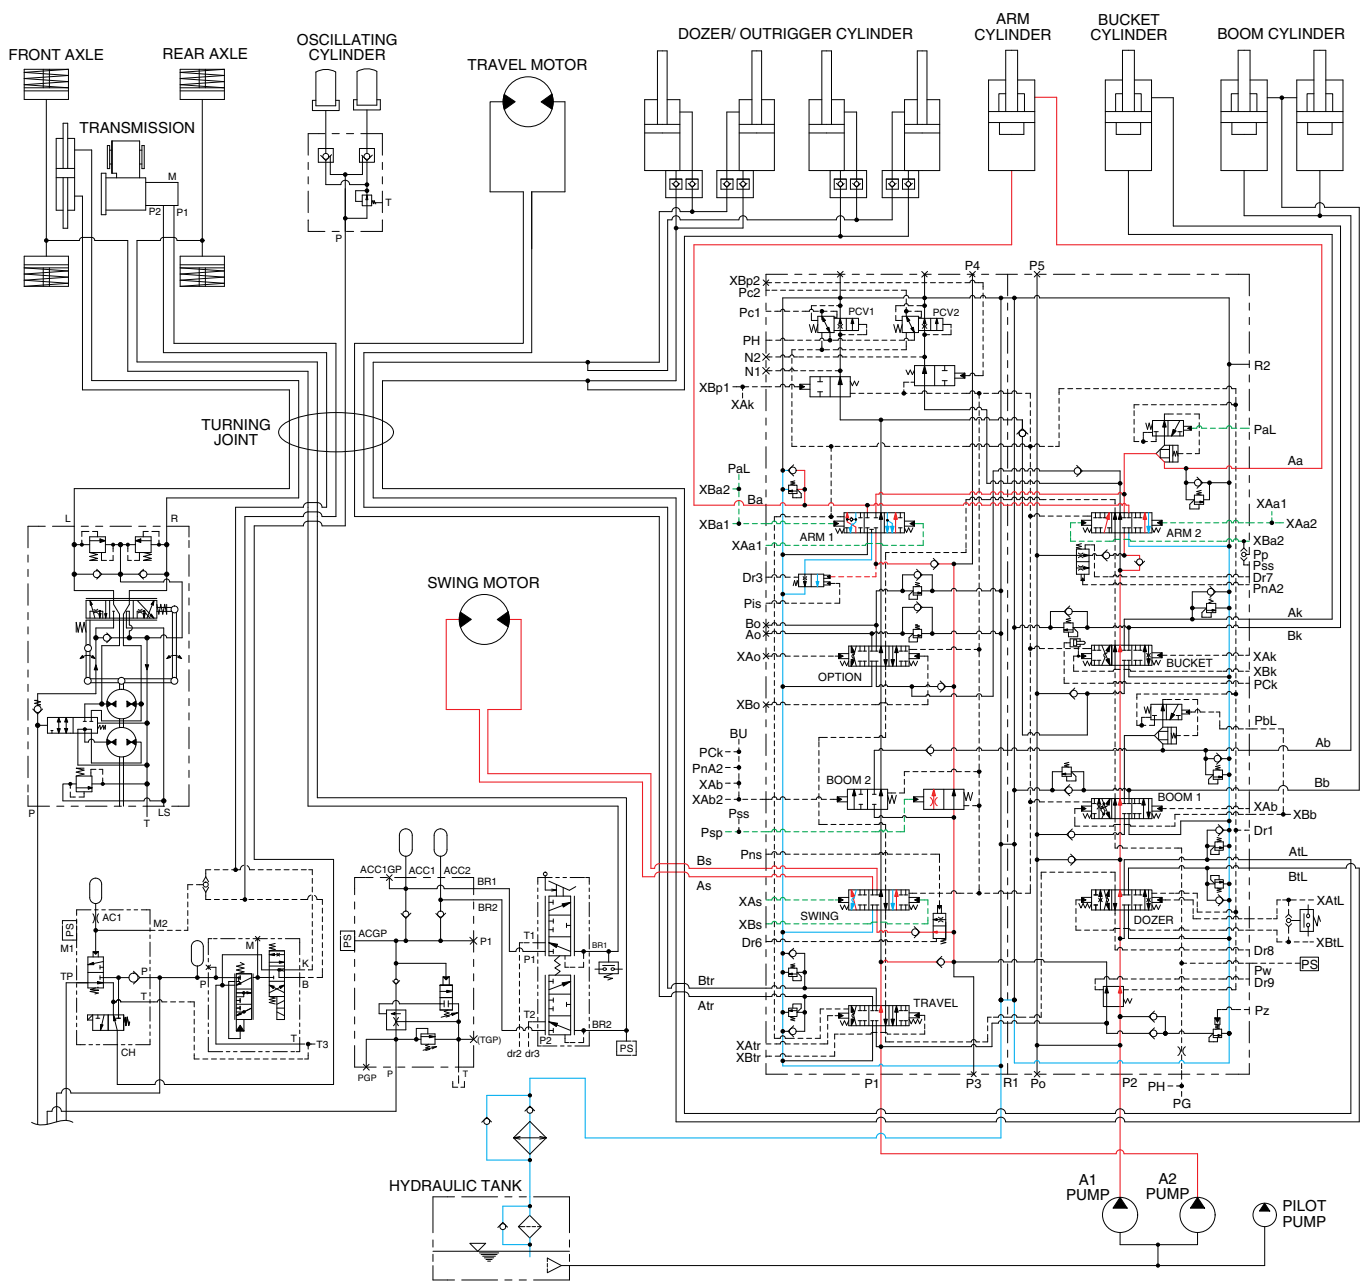 FRONT AXLE
REAR AXLE
OSCILLATING
CYLINDER
TRAVEL MOTOR
DOZER/ OUTRIGGER CYLINDER
ARM
CYLINDER
BUCKET
CYLINDER
BOOM CYLINDER
TRANSMISSION
M
P2 P1
T
P
TURNING
JOINT
XBp2
Pc2
Pc1
PH
N2
N1
XBp1
XAk
P4
P5
PCV1
PCV2
R2
PaL
XBa2
Ba
XBa1
XAa1
ARM 1
Dr3
Pis
Bo
Ao
XAo
OPTION
XBo
PaL
Aa
XAa1
XAa2
ARM 2
XBa2
Pp
Pss
Dr7
PnA2
Ak
Bk
BUCKET
XAk
XBk
PCk
PbL
Ab
Bb
BOOM 1
XAb
XBb
Dr1
AtL
BtL
DOZER
XAtL
XBtL
Dr8
PS
Pw
Dr9
Pz
BU
PCk
PnA2
XAb
XAb2
BOOM 2
Pss
Psp
Pns
Bs
As
XAs
SWING
XBs
Dr6
Btr
Atr
TRAVEL
XAtr
XBtr
P1
P3
R1
Po
P2
PH
PG
SWING MOTOR
L
R
P
T
LS
AC1
PS
M1
M2
TP
P
T
CH
M
P
K
B
T
T3
ACC1GP
ACC1
ACC2
BR1
BR2
PS
ACGP
P1
(TGP)
PGP
P
T
T1
P1
BR1
T2
P2
BR2
dr2 dr3
PS
HYDRAULIC TANK
A1
PUMP
A2
PUMP
PILOT
PUMP